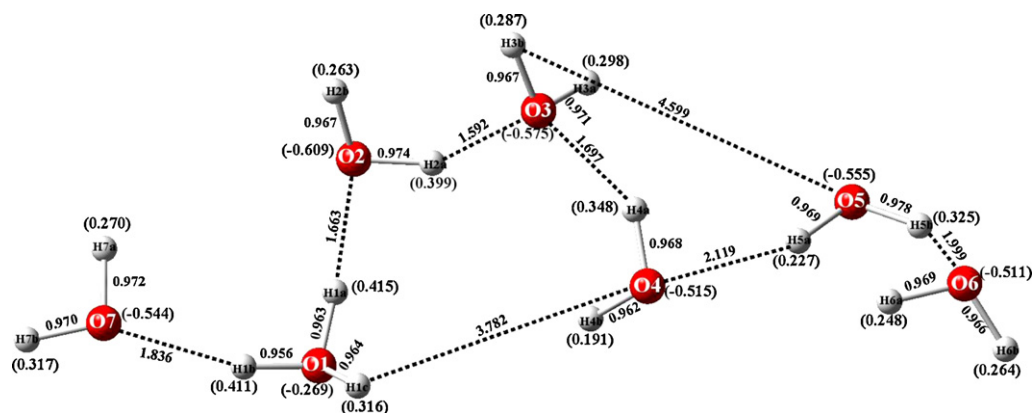 (0.287)
H3b
(0.298)
0.967
H3a
(0.263)
H2b
O3
0.971
4.599
0.967
1.592
(-0.575)
1.697
(-0.609)
O2
0.974
H2a
(0.399)
(-0.555)
O5
0.978
(0.325)
(0.348)
H4a
0.969
H5b
1.663
H5a
(0.227)
1.999
(0.270)
H7a
0.968
2.119
(-0.511)
O6
0.972
(0.415)
H1a
O4
(-0.515)
0.969
H6a
(0.248)
0.970
O7
(-0.544)
0.963
3.782
H4b
0.962
(0.191)
0.966
H7b
(0.317)
1.836
0.956
0.964
H6b
(0.264)
H1b
(0.411)
O1
(-0.269)
H1c
(0.316)